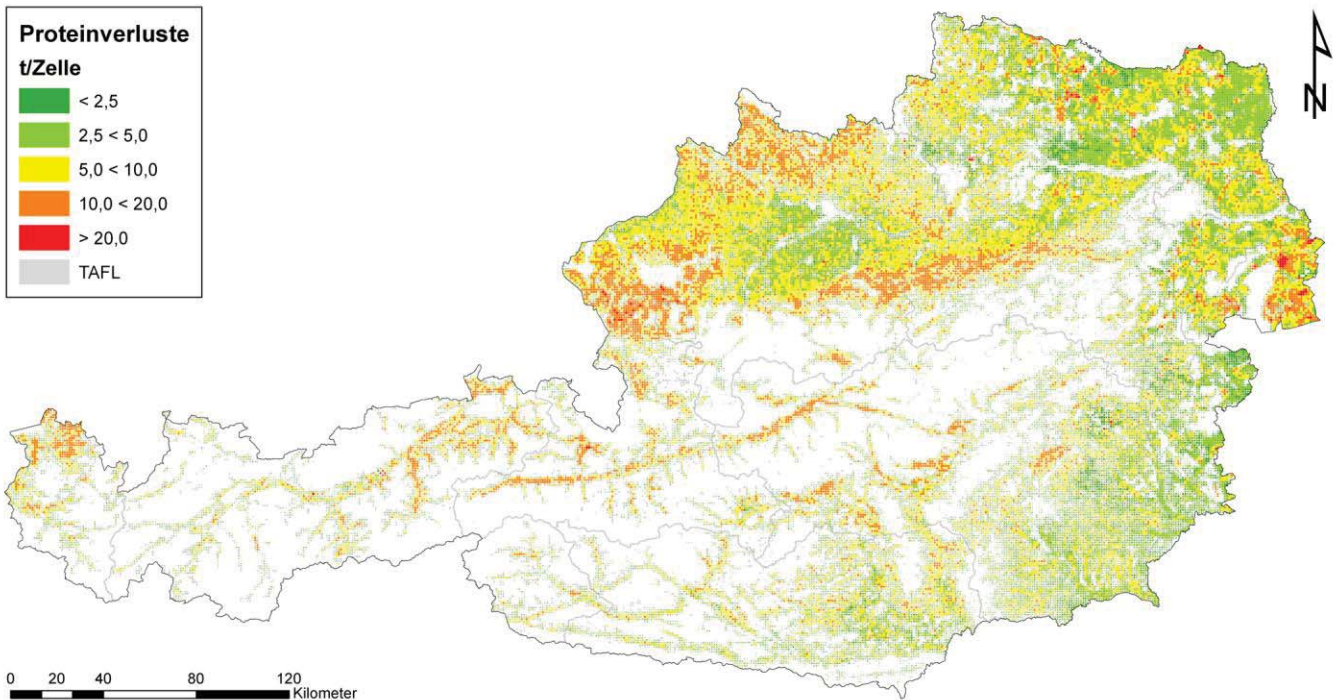 Proteinverluste
t/Zelle
< 2,5
2,5 < 5,0
5,0 < 10,0
10,0 < 20,0
> 20,0
TAFL
N
0 20 40 80 120
Kilometer